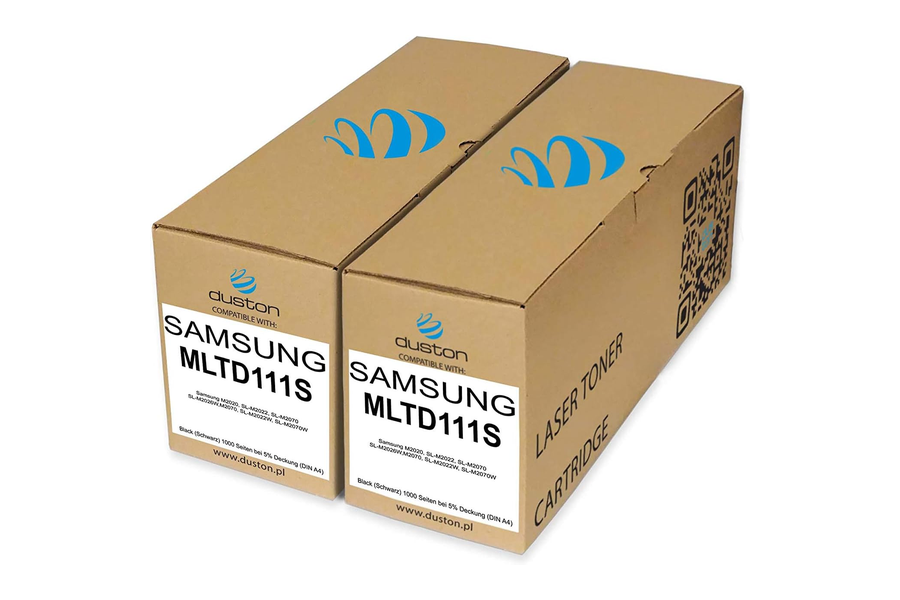 duston
COMPATIBLE WITH:
SAMSUNG
MLTD111S
Samsung M2020, SL-M2022, SL-M2070
SL-M2026W,M2070, SL-M2022W, SL-M2070W
Black (Schwarz) 1000 Seiten bei 5% Deckung (DIN A4)
www.duston.pl
duston
COMPATIBLE WITH:
SAMSUNG
MLTD111S
Samsung M2020, SL-M2022, SL-M2070
SL-M2026W,M2070, SL-M2022W, SL-M2070W
Black (Schwarz) 1000 Seiten bei 5% Deckung (DIN A4)
www.duston.pl
LASER TONER
CARTRIDGE